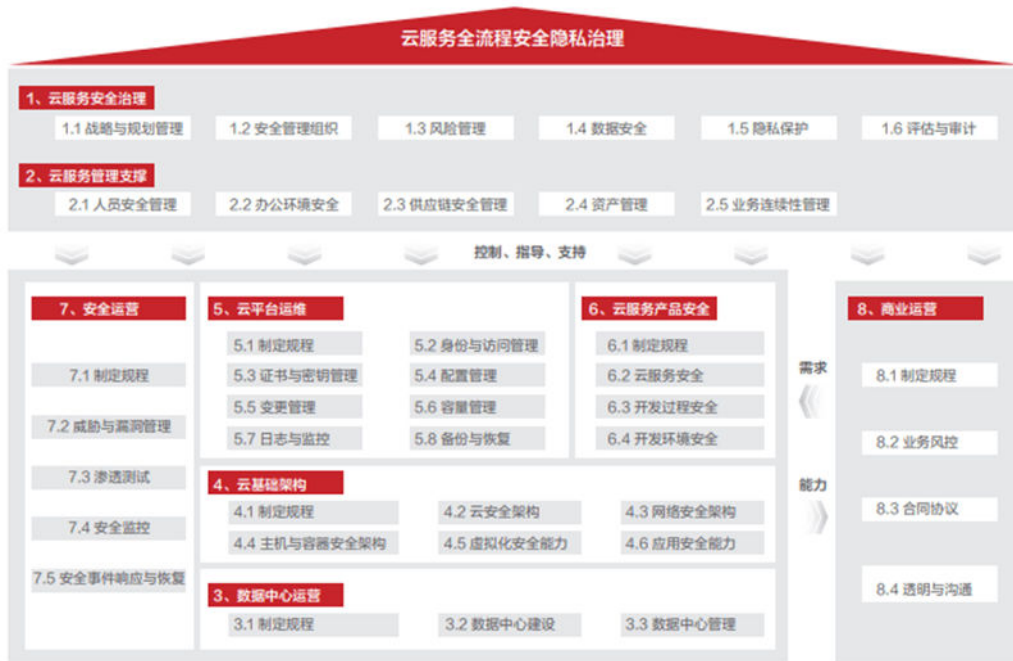 云服务全流程安全隐私治理
1、云服务安全治理
1.1 战略与规划管理
1.2 安全管理组织
1.3 风险管理
1.4 数据安全
1.5 隐私保护
1.6 评估与审计
2、云服务管理支撑
2.1 人员安全管理
2.2 办公环境安全
2.3 供应链安全管理
2.4 资产管理
2.5 业务连续性管理
控制、指导、支持
7、安全运营
7.1 制定规程
7.2 威胁与漏洞管理
7.3 渗透测试
7.4 安全监控
7.5 安全事件响应与恢复
5、云平台运维
5.1 制定规程
5.2 身份与访问管理
5.3 证书与密钥管理
5.4 配置管理
5.5 变更管理
5.6 容量管理
5.7 日志与监控
5.8 备份与恢复
6、云服务产品安全
6.1 制定规程
6.2 云服务安全
6.3 开发过程安全
6.4 开发环境安全
4、云基础架构
4.1 制定规程
4.2 云安全架构
4.3 网络安全架构
4.4 主机与容器安全架构
4.5 虚拟化安全能力
4.6 应用安全能力
3、数据中心运营
3.1 制定规程
3.2 数据中心建设
3.3 数据中心管理
需求
能力
8、商业运营
8.1 制定规程
8.2 业务风控
8.3 合同协议
8.4 透明与沟通